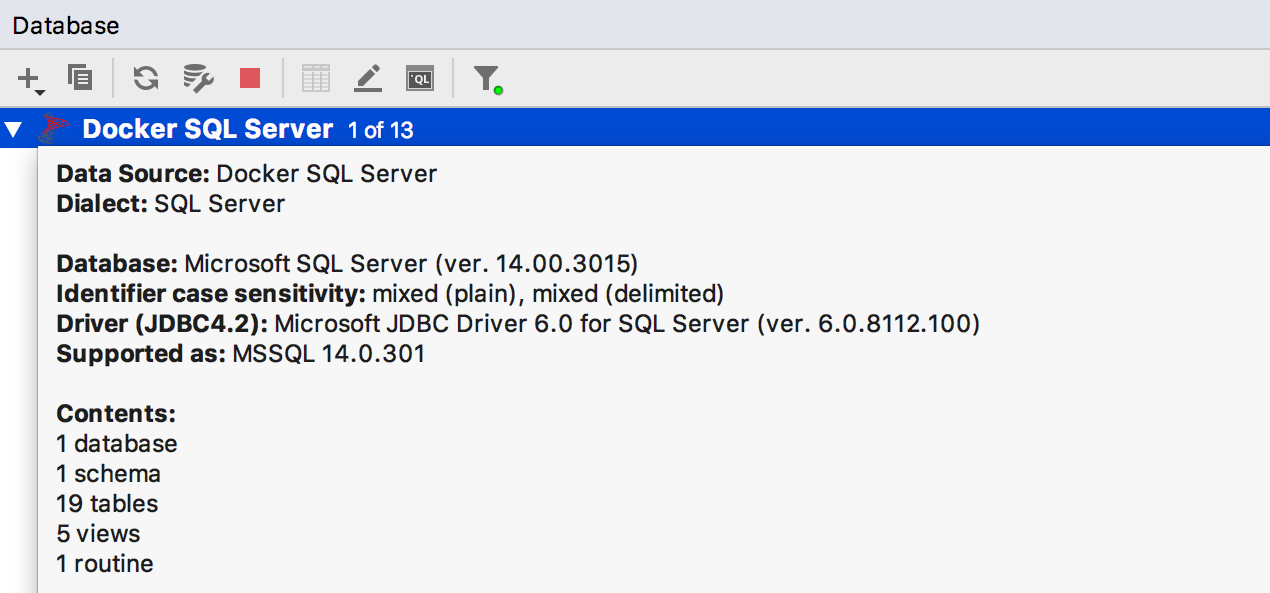 Database
QL
Docker SQL Server 1 of 13
Data Source: Docker SQL Server
Dialect: SQL Server
Database: Microsoft SQL Server (ver. 14.00.3015)
Identifier case sensitivity: mixed (plain), mixed (delimited)
Driver (JDBC4.2): Microsoft JDBC Driver 6.0 for SQL Server (ver. 6.0.8112.100)
Supported as: MSSQL 14.0.301
Contents:
1 database
1 schema
19 tables
5 views
1 routine